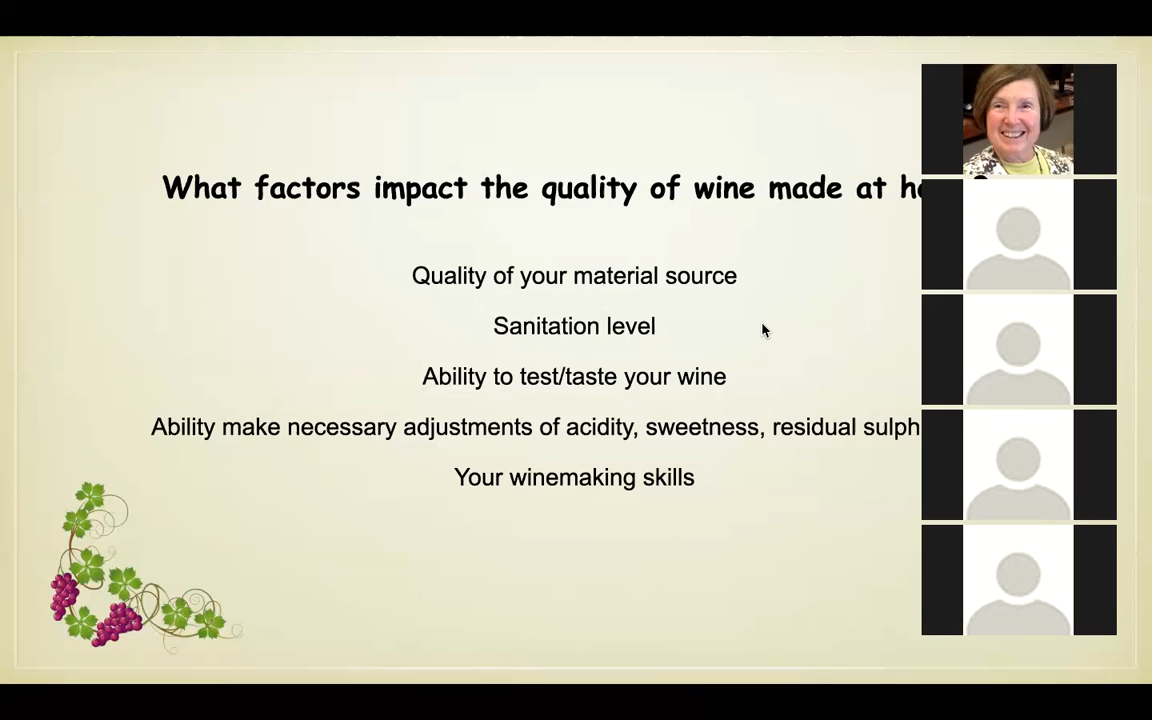 What factors impact the quality of wine made at
Quality of your material source
Sanitation level
Ability to test/taste your wine
Ability make necessary adjustments of acidity, sweetness, residual
Your winemaking skills